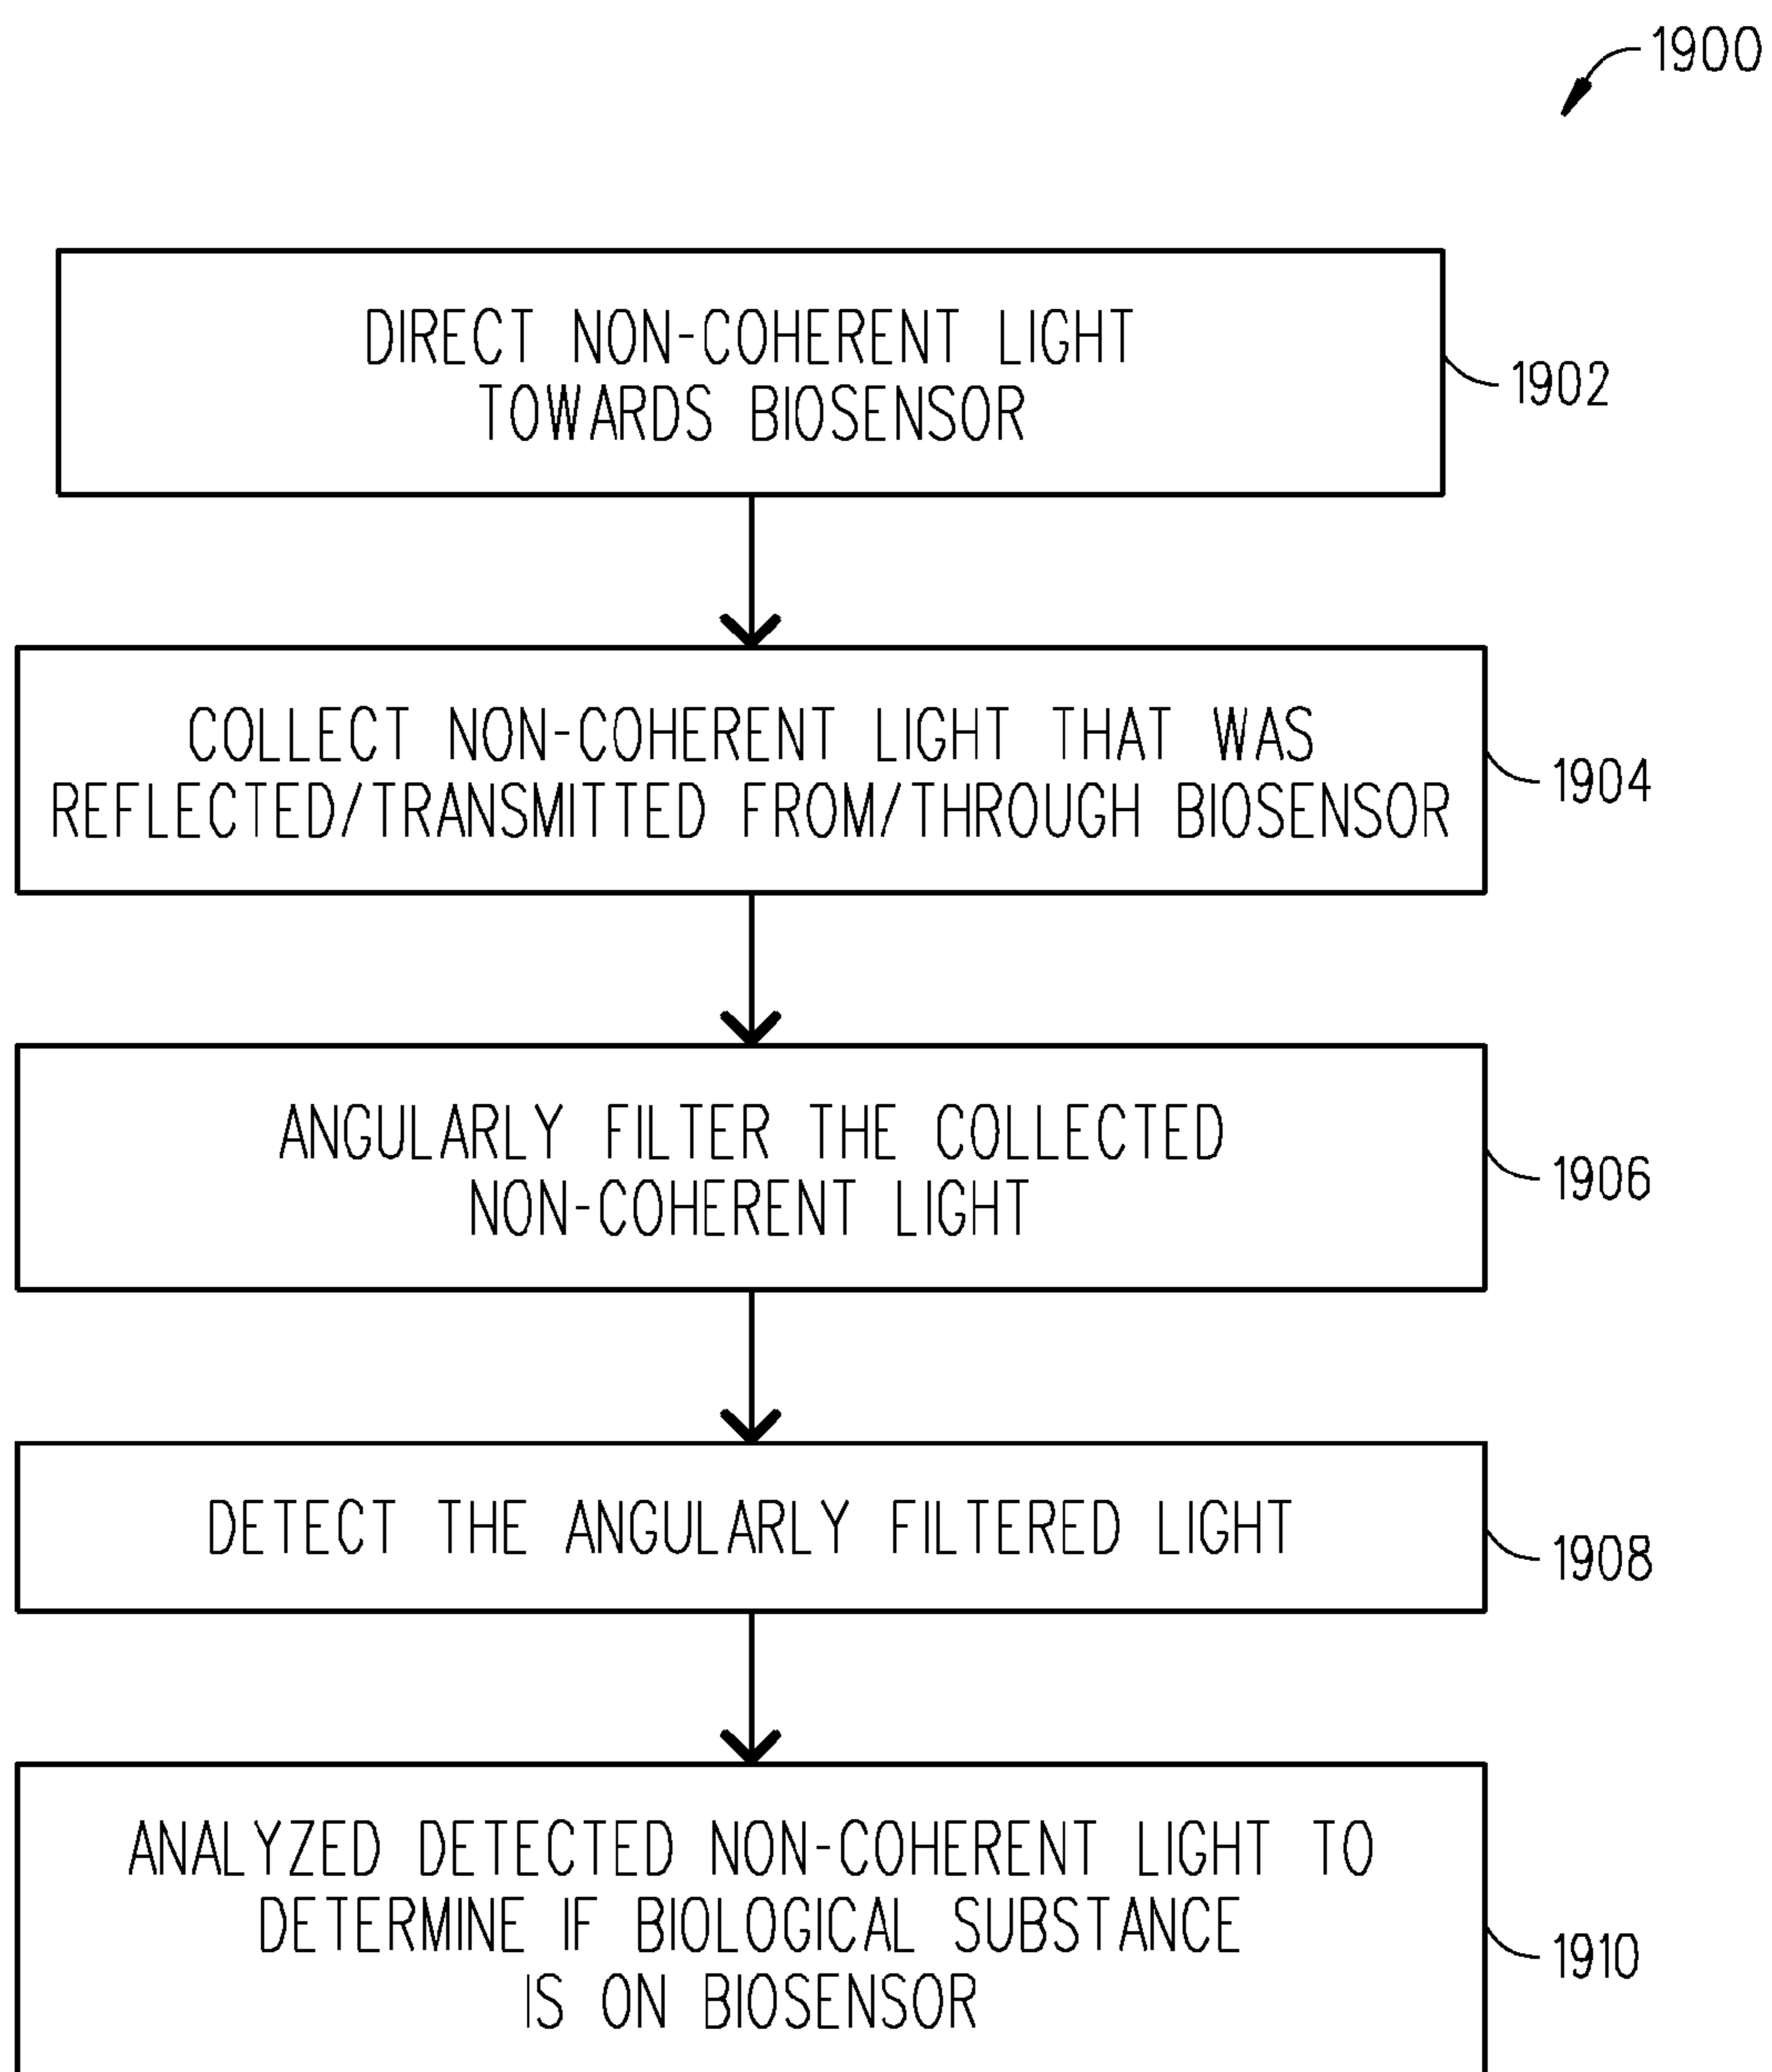 1900
DIRECT NON-COHERENT LIGHT
TOWARDS BIOSENSOR
1902
COLLECT NON-COHERENT LIGHT THAT WAS
REFLECTED/TRANSMITTED FROM/THROUGH BIOSENSOR
1904
ANGULARLY FILTER THE COLLECTED
NON-COHERENT LIGHT
1906
DETECT THE ANGULARLY FILTERED LIGHT
1908
ANALYZED DETECTED NON-COHERENT LIGHT TO
DETERMINE IF BIOLOGICAL SUBSTANCE
IS ON BIOSENSOR
1910